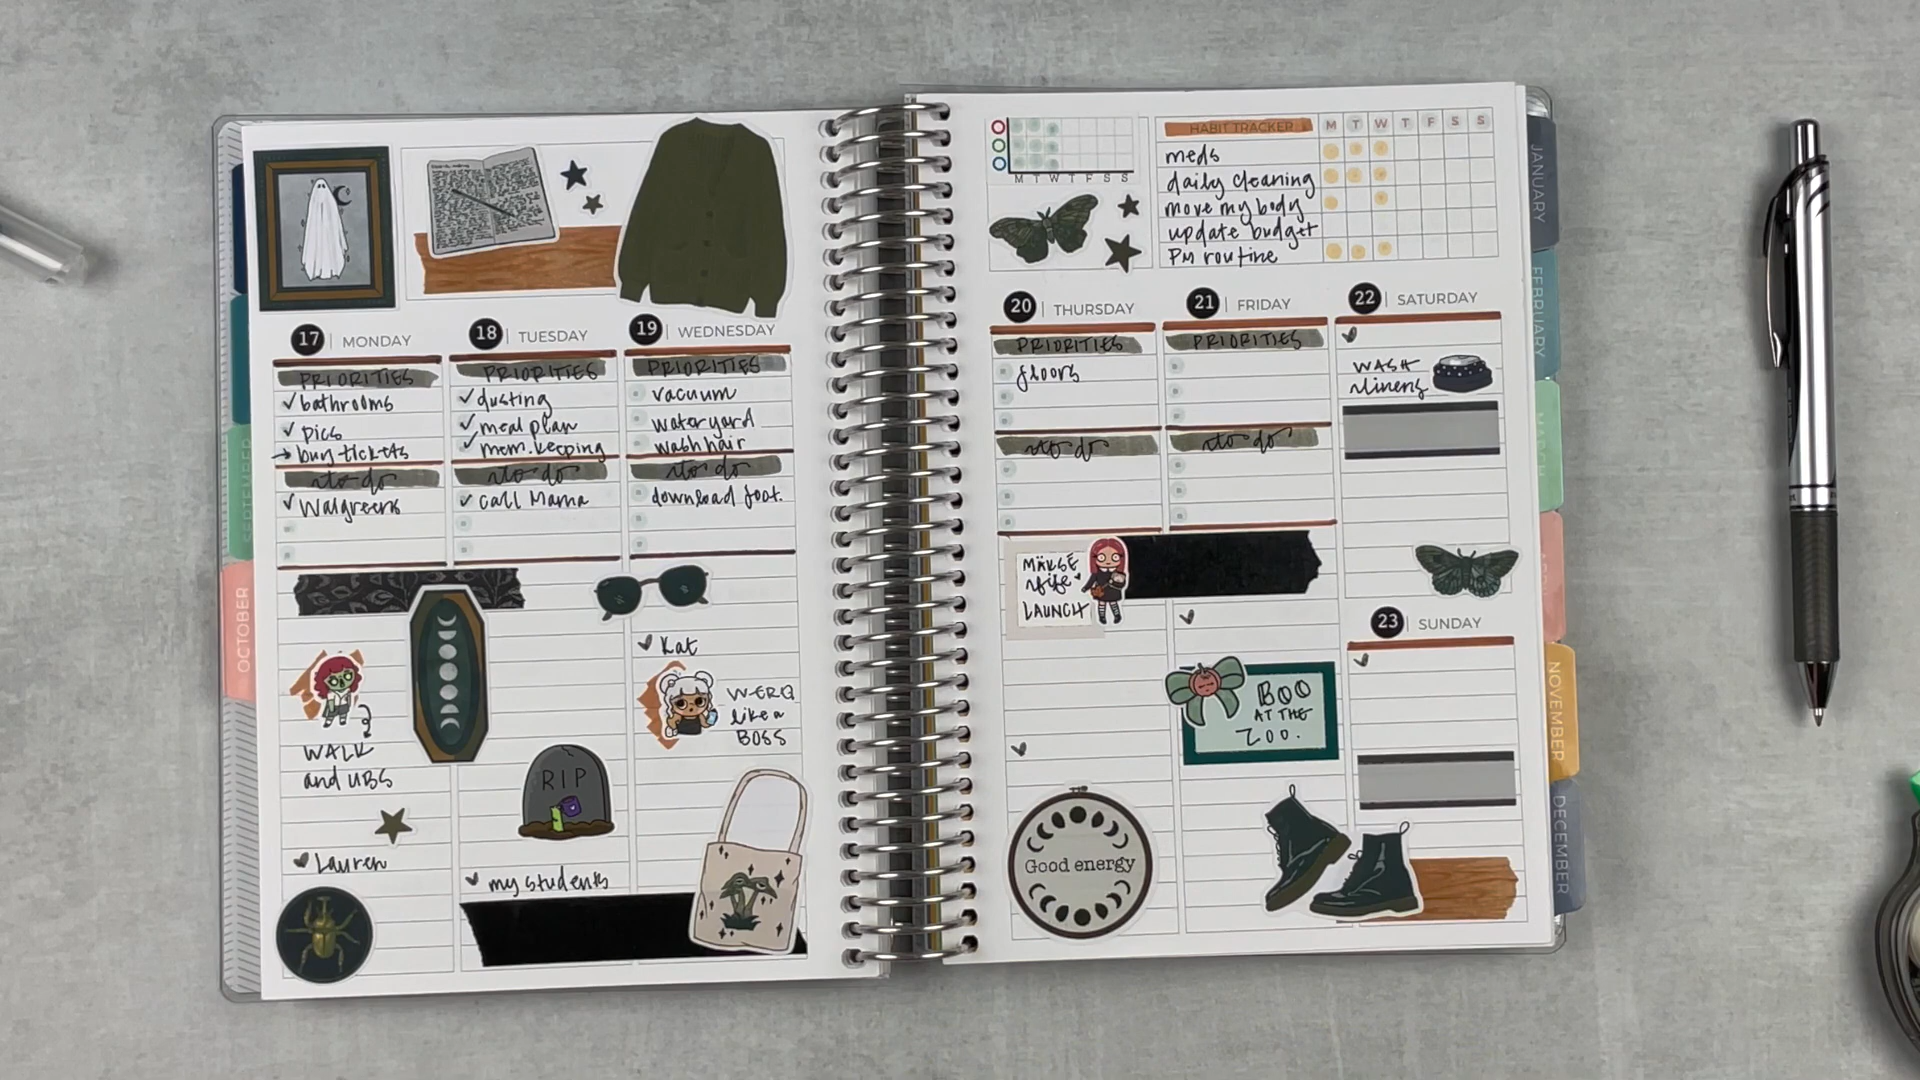 HABIT TRACKER M T W T F S S
meds
daily cleaning
move my body
update budget
PM routine
M T W T F S S
17 | MONDAY
PRIORITIES
bathrooms
pics
buy tickets
to do
Walgreens
WALK
and UBS
Lauren
18 | TUESDAY
PRIORITIES
dusting
meal plan
mem. keeping
to do
call Mama
RIP
my students
19 | WEDNESDAY
PRIORITIES
vacuum
water yard
wash hair
to do
download foot.
Kat
WERQ
like a
BOSS
20 | THURSDAY
PRIORITIES
floors
to do
LAUNCH
Good energy
21 | FRIDAY
PRIORITIES
to do
BOO
AT THE
ZOO.
22 | SATURDAY
WASH
linens
23 | SUNDAY
SEPTEMBER
OCTOBER
JANUARY
FEBRUARY
MARCH
APRIL
NOVEMBER
DECEMBER